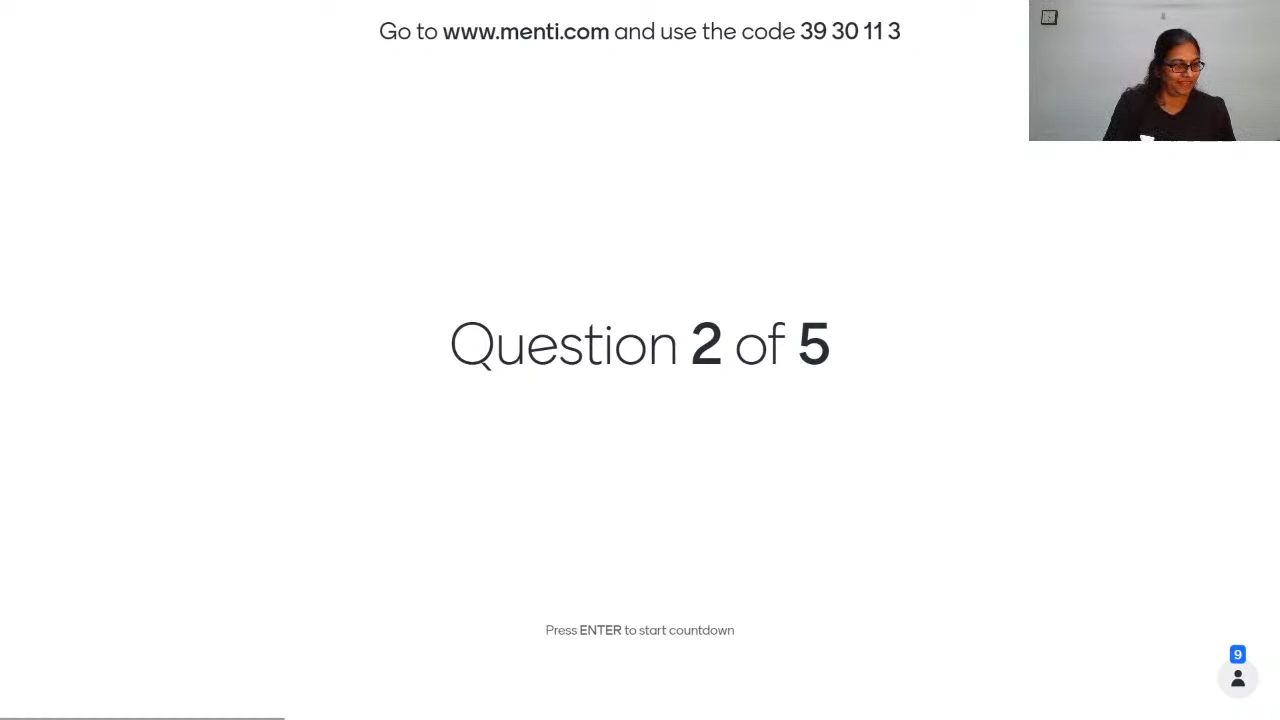 Go to www.menti.com and use the code 39 30 11 3
Question 2 of 5
Press ENTER to start countdown
9